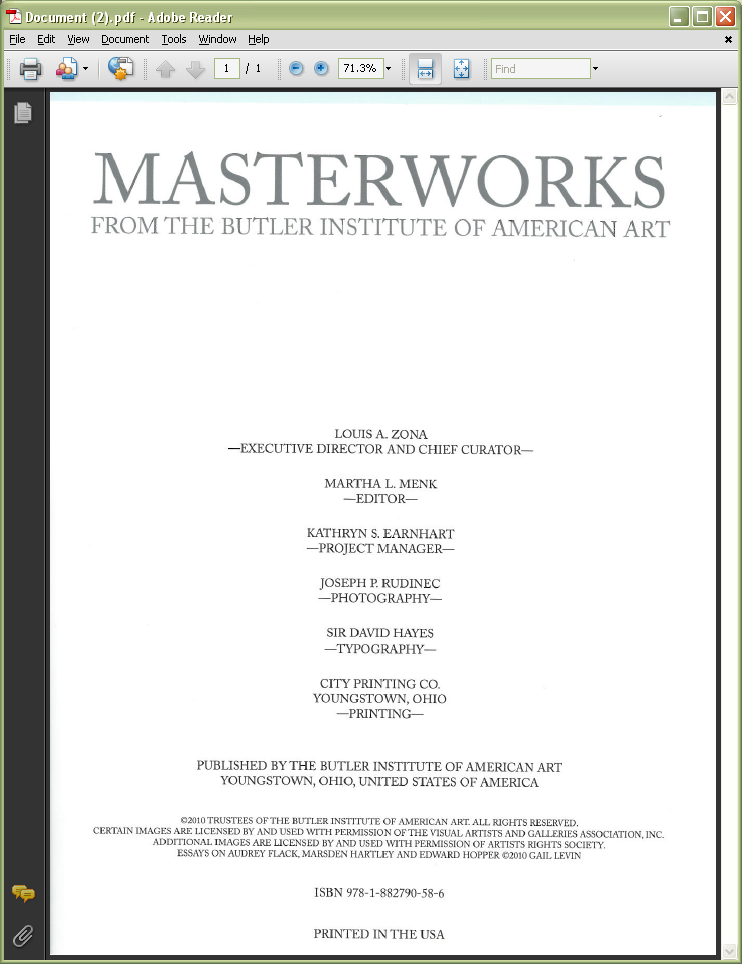 Document (2).pdf - Adobe Reader
File Edit View Document Tools Window Help
1 / 1 71.3% Find
MASTERWORKS
FROM THE BUTLER INSTITUTE OF AMERICAN ART
LOUIS A. ZONA
—EXECUTIVE DIRECTOR AND CHIEF CURATOR—
MARTHA L. MENK
—EDITOR—
KATHRYN S. EARNHART
—PROJECT MANAGER—
JOSEPH P. RUDINEC
—PHOTOGRAPHY—
SIR DAVID HAYES
—TYPOGRAPHY—
CITY PRINTING CO.
YOUNGSTOWN, OHIO
—PRINTING—
PUBLISHED BY THE BUTLER INSTITUTE OF AMERICAN ART
YOUNGSTOWN, OHIO, UNITED STATES OF AMERICA
©2010 TRUSTEES OF THE BUTLER INSTITUTE OF AMERICAN ART. ALL RIGHTS RESERVED.
CERTAIN IMAGES ARE LICENSED BY AND USED WITH PERMISSION OF THE VISUAL ARTISTS AND GALLERIES ASSOCIATION, INC.
ADDITIONAL IMAGES ARE LICENSED BY AND USED WITH PERMISSION OF ARTISTS RIGHTS SOCIETY.
ESSAYS ON AUDREY FLACK, MARSDEN HARTLEY AND EDWARD HOPPER ©2010 GAIL LEVIN
ISBN 978-1-882790-58-6
PRINTED IN THE USA